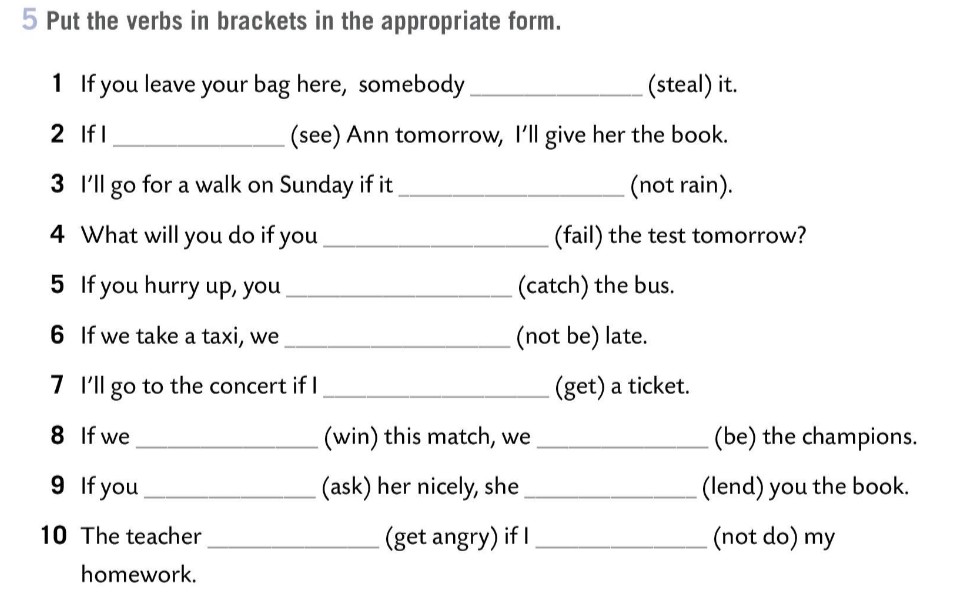 5 Put the verbs in brackets in the appropriate form.
1 If you leave your bag here, somebody ______________ (steal) it.
2 If I ______________ (see) Ann tomorrow, I'll give her the book.
3 I'll go for a walk on Sunday if it __________________ (not rain).
4 What will you do if you __________________ (fail) the test tomorrow?
5 If you hurry up, you __________________ (catch) the bus.
6 If we take a taxi, we __________________ (not be) late.
7 I'll go to the concert if I __________________ (get) a ticket.
8 If we ______________ (win) this match, we ______________ (be) the champions.
9 If you ______________ (ask) her nicely, she ______________ (lend) you the book.
10 The teacher ______________ (get angry) if I ______________ (not do) my
homework.